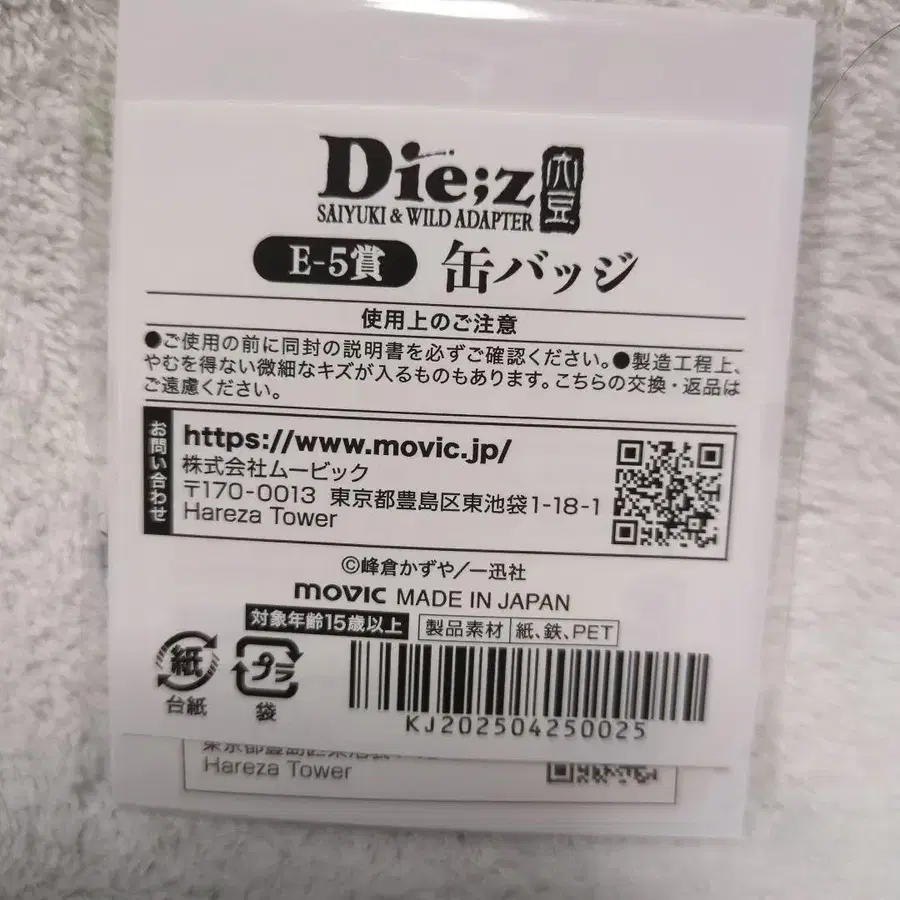 Die;z 大豆
SAIYUKI & WILD ADAPTER
E-5賞 缶バッジ
使用上のご注意
●ご使用の前に同封の説明書を必ずご確認ください。●製造工程上、
やむを得ない微細なキズが入るものもあります。こちらの交換・返品は
ご遠慮ください。
お問い合わせ
https://www.movic.jp/
株式会社ムービック
〒170-0013 東京都豊島区東池袋1-18-1
Hareza Tower
©峰倉かずや/一迅社
movic MADE IN JAPAN
対象年齢15歳以上 製品素材 紙、鉄、PET
紙 プラ
台紙 袋
KJ202504250025
Hareza Tower